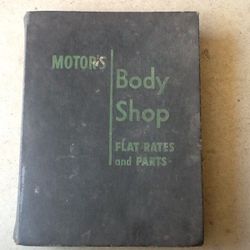 MOTOR'S
Body
Shop
FLAT RATES
and PARTS